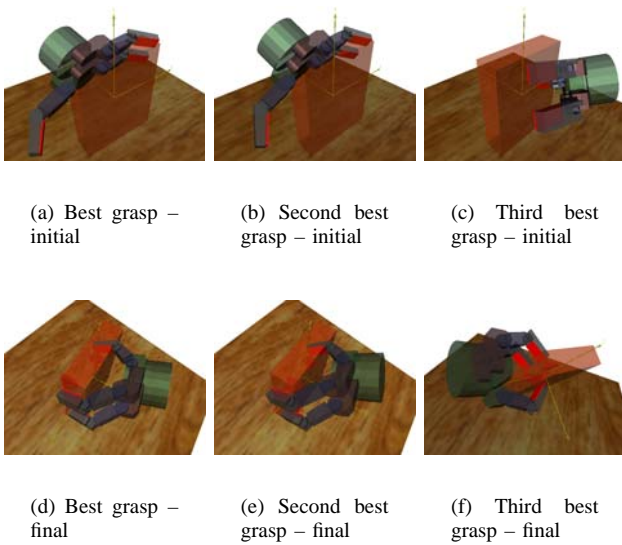 (a) Best grasp –
initial
(b) Second best
grasp – initial
(c) Third best
grasp – initial
(d) Best grasp –
final
(e) Second best
grasp – final
(f) Third best
grasp – final